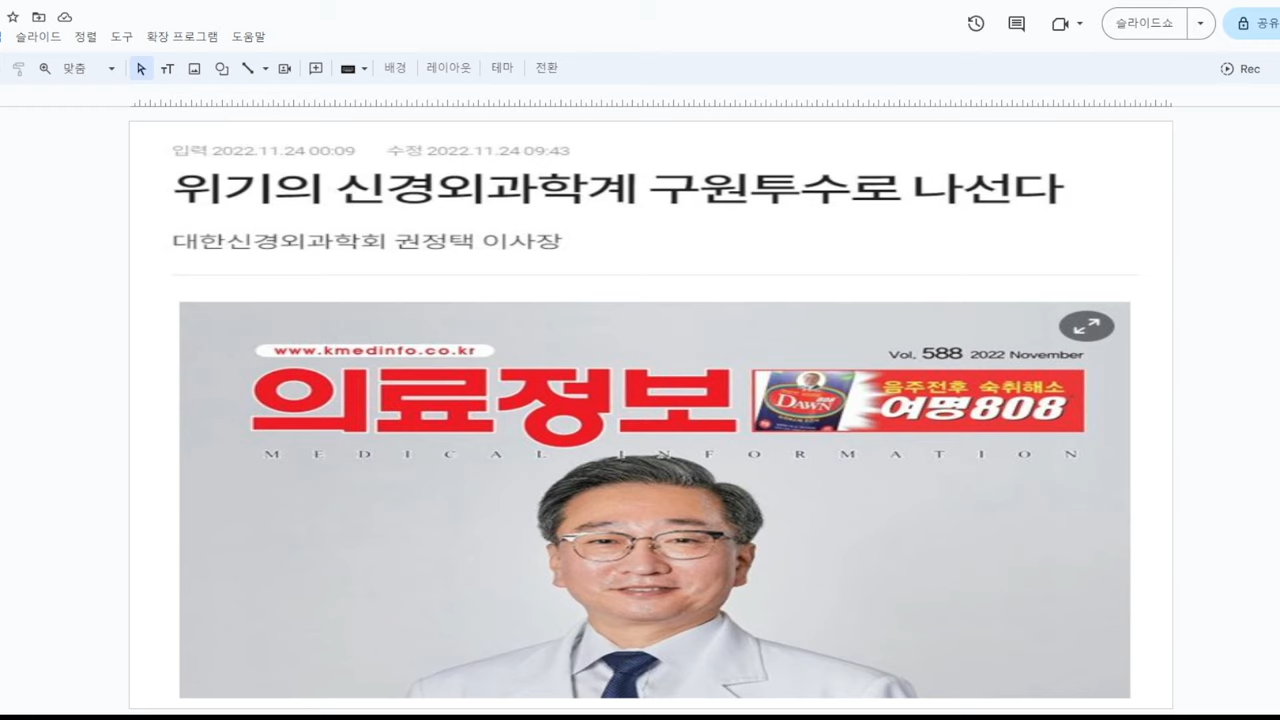 슬라이드 정렬 도구 확장 프로그램 도움말
슬라이드쇼
공유
맞춤
배경
레이아웃
테마
전환
Rec
입력 2022.11.24 00:09 수정 2022.11.24 09:43
위기의 신경외과학계 구원투수로 나선다
대한신경외과학회 권정택 이사장
www.kmedinfo.co.kr
Vol. 588 2022 November
의료정보
DAWN 808
음주전후 숙취해소
여명808
MEDICAL INFORMATION